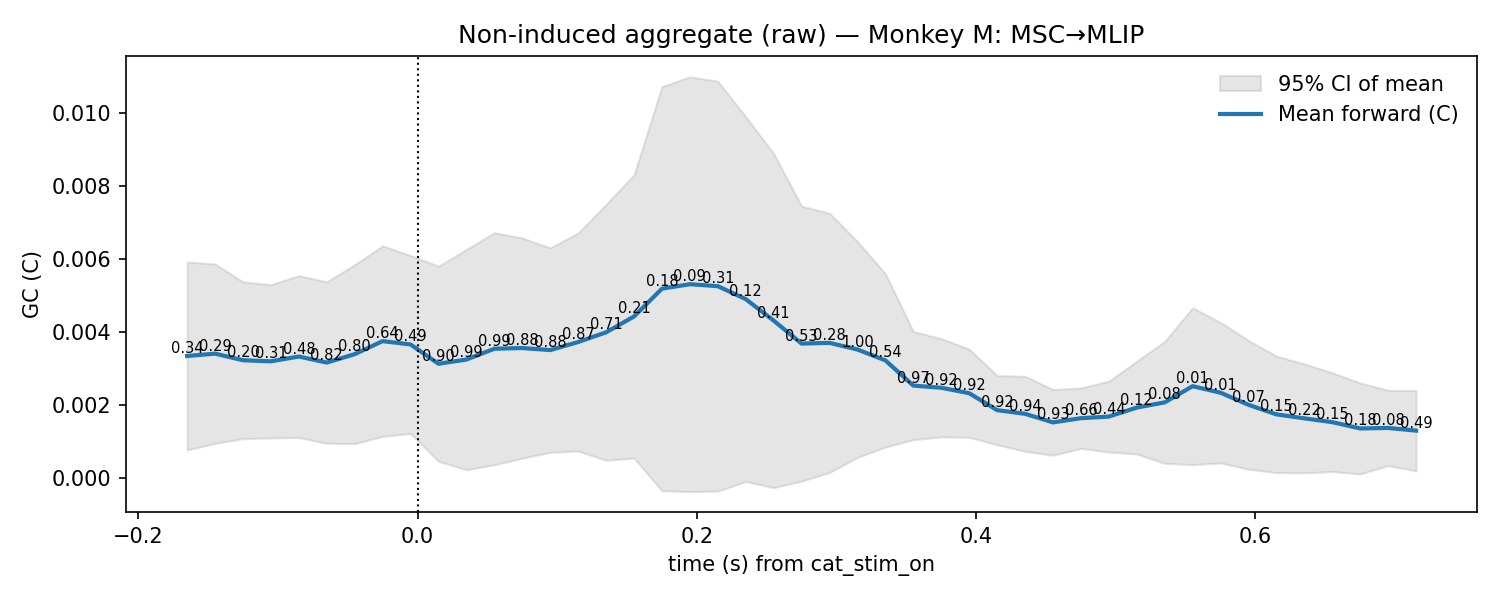 Non-induced aggregate (raw) — Monkey M: MSC→MLIP
GC (C)
0.010
0.008
0.006
0.004
0.002
0.000
95% CI of mean
Mean forward (C)
0.34 0.29 0.20 0.31 0.48 0.82 0.80 0.64 0.49 0.90 0.99 0.99 0.88 0.88 0.87 0.71 0.21 0.18 0.09 0.31 0.12 0.41 0.53 0.28 1.00 0.54 0.97 0.92 0.92 0.92 0.94 0.93 0.66 0.44 0.12 0.08 0.01 0.01 0.07 0.15 0.22 0.15 0.18 0.08 0.49
−0.2 0.0 0.2 0.4 0.6
time (s) from cat_stim_on